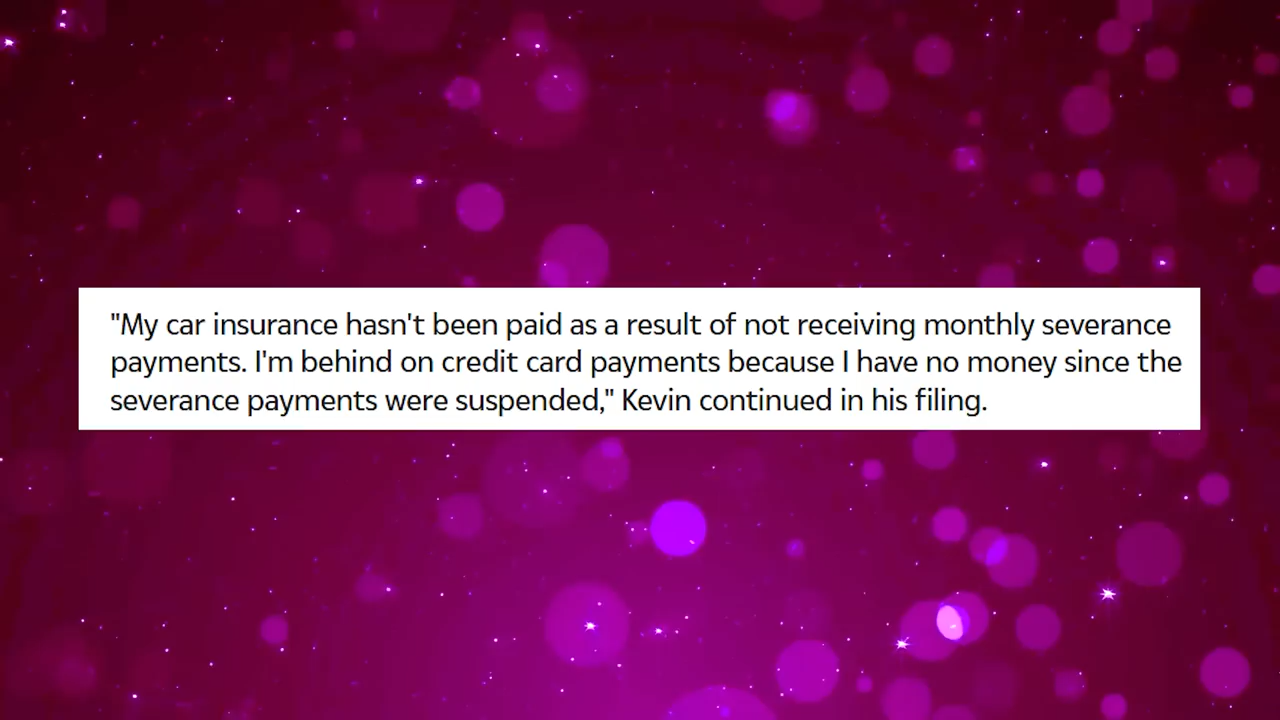 "My car insurance hasn't been paid as a result of not receiving monthly severance
payments. I'm behind on credit card payments because I have no money since the
severance payments were suspended," Kevin continued in his filing.